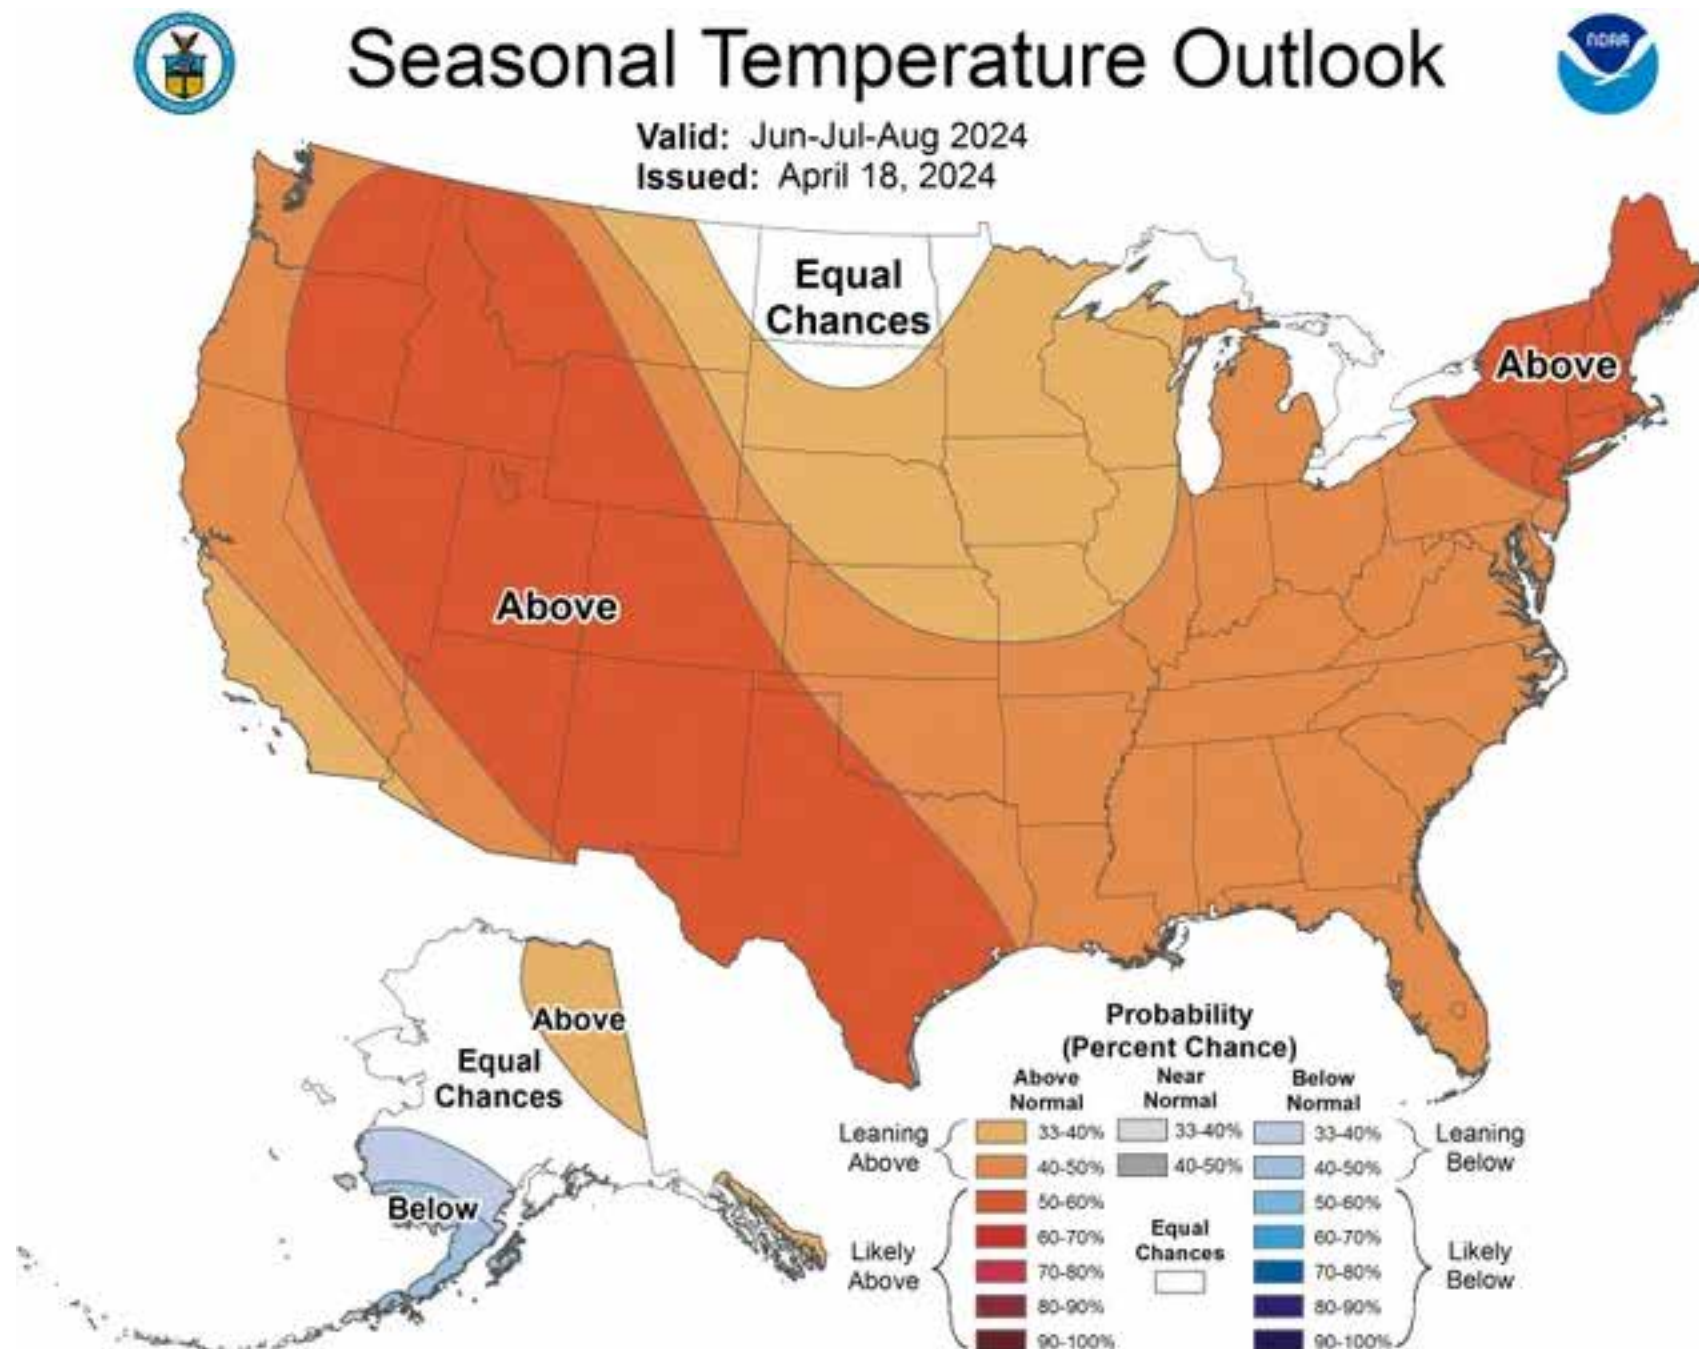 Seasonal Temperature Outlook
NOAA
Valid: Jun-Jul-Aug 2024
Issued: April 18, 2024
Equal
Chances
Above
Above
Above
Equal
Chances
Below
Probability
(Percent Chance)
Above
Normal
Near
Normal
Below
Normal
Leaning
Above
33-40%
33-40%
33-40%
Leaning
Below
40-50%
40-50%
40-50%
Likely
Above
50-60%
50-60%
Likely
Below
60-70%
Equal
Chances
60-70%
70-80%
70-80%
80-90%
80-90%
90-100%
90-100%